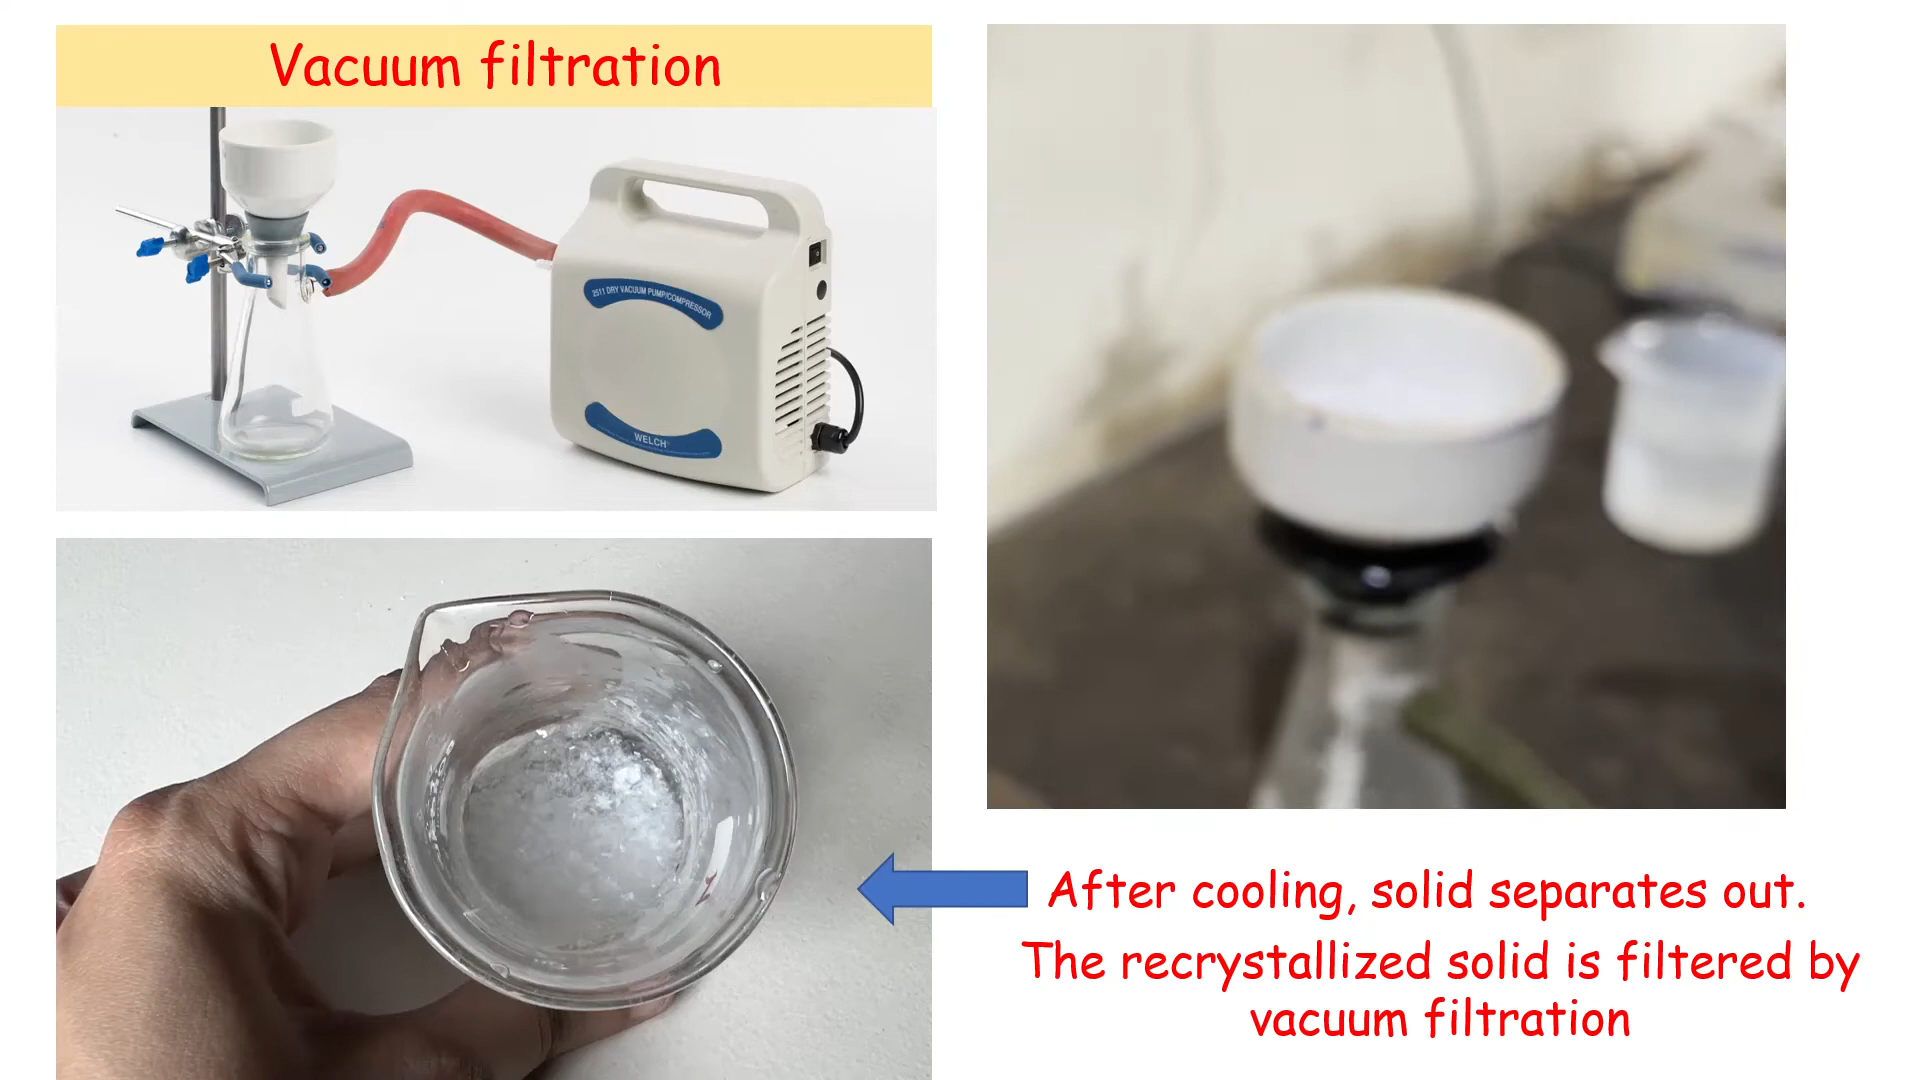 Vacuum filtration
2511 DRY VACUUM PUMP/COMPRESSOR
WELCH
After cooling, solid separates out.
The recrystallized solid is filtered by
vacuum filtration